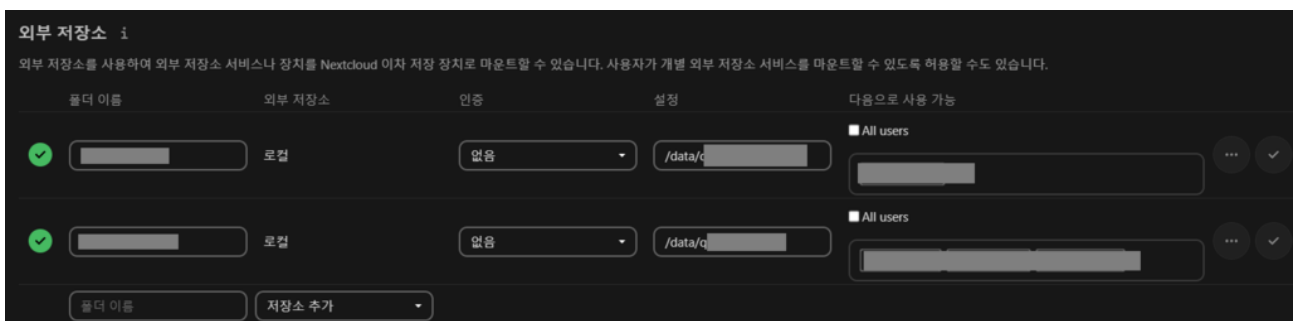 외부 저장소 i
외부 저장소를 사용하여 외부 저장소 서비스나 장치를 Nextcloud 이차 저장 장치로 마운트할 수 있습니다. 사용자가 개별 외부 저장소 서비스를 마운트할 수 있도록 허용할 수도 있습니다.
폴더 이름 외부 저장소 인증 설정 다음으로 사용 가능
All users
로컬 없음 /data/
All users
로컬 없음 /data/q
폴더 이름 저장소 추가